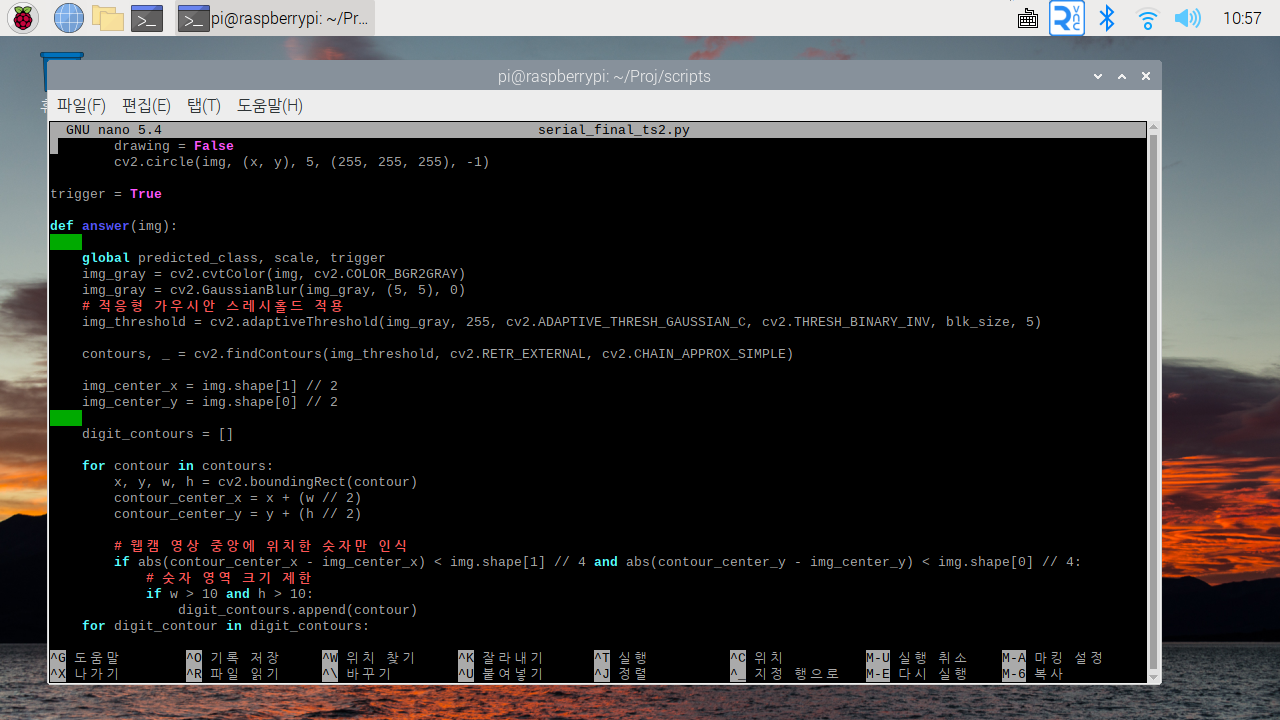 pi@raspberrypi: ~/Pr...
10:57
pi@raspberrypi: ~/Proj/scripts
파일(F) 편집(E) 탭(T) 도움말(H)
GNU nano 5.4 serial_final_ts2.py
drawing = False
cv2.circle(img, (x, y), 5, (255, 255, 255), -1)
trigger = True
def answer(img):
global predicted_class, scale, trigger
img_gray = cv2.cvtColor(img, cv2.COLOR_BGR2GRAY)
img_gray = cv2.GaussianBlur(img_gray, (5, 5), 0)
# 적응형 가우시안 스레시홀드 적용
img_threshold = cv2.adaptiveThreshold(img_gray, 255, cv2.ADAPTIVE_THRESH_GAUSSIAN_C, cv2.THRESH_BINARY_INV, blk_size, 5)
contours, _ = cv2.findContours(img_threshold, cv2.RETR_EXTERNAL, cv2.CHAIN_APPROX_SIMPLE)
img_center_x = img.shape[1] // 2
img_center_y = img.shape[0] // 2
digit_contours = []
for contour in contours:
x, y, w, h = cv2.boundingRect(contour)
contour_center_x = x + (w // 2)
contour_center_y = y + (h // 2)
# 웹캠 영상 중앙에 위치한 숫자만 인식
if abs(contour_center_x - img_center_x) < img.shape[1] // 4 and abs(contour_center_y - img_center_y) < img.shape[0] // 4:
# 숫자 영역 크기 제한
if w > 10 and h > 10:
digit_contours.append(contour)
for digit_contour in digit_contours:
^G 도움말 ^O 기록 저장 ^W 위치 찾기 ^K 잘라내기 ^T 실행 ^C 위치 M-U 실행 취소 M-A 마킹 설정
^X 나가기 ^R 파일 읽기 ^\ 바꾸기 ^U 붙여넣기 ^J 정렬 ^_ 지정 행으로 M-E 다시 실행 M-6 복사